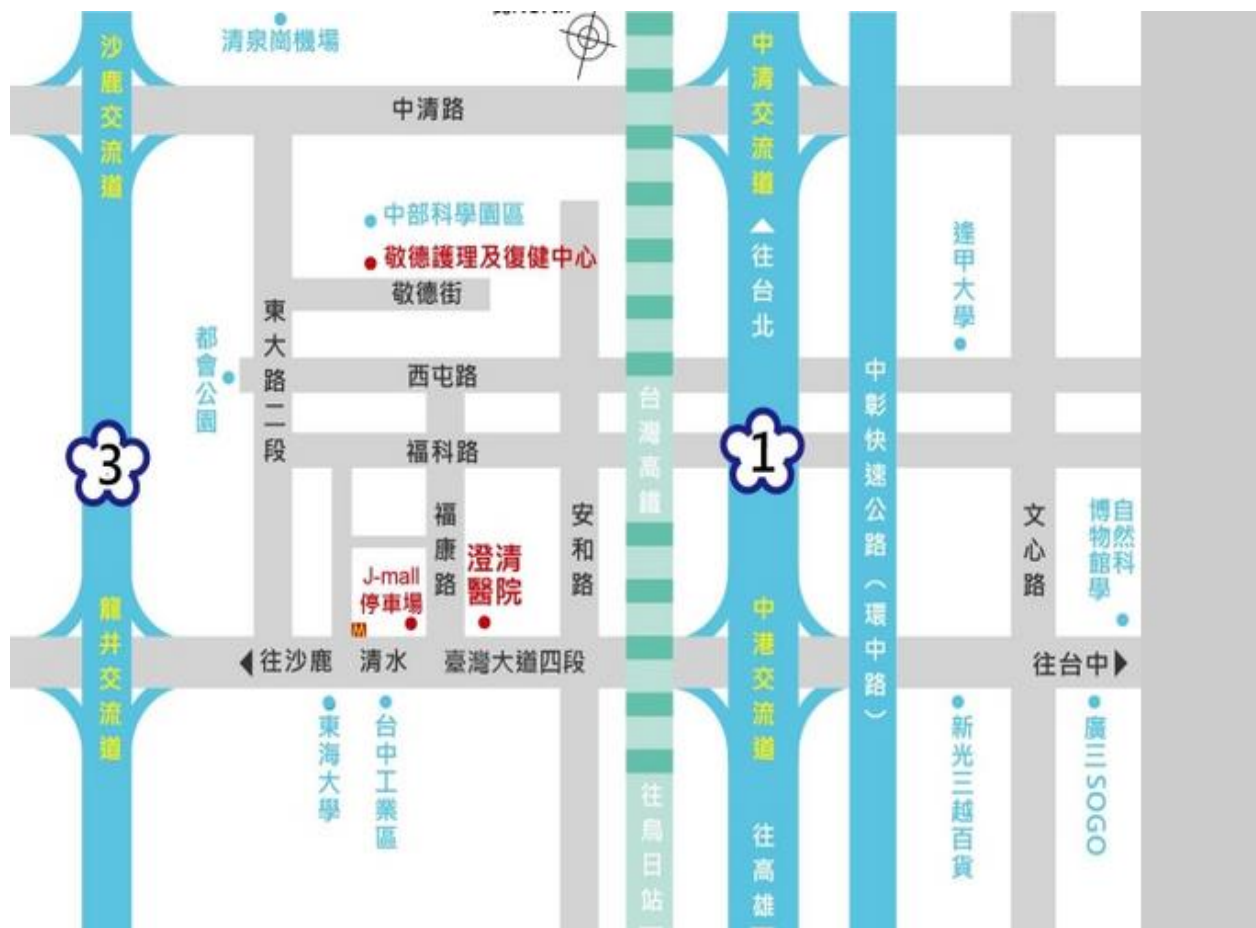 沙鹿交流道
清泉崗機場
中清交流道
中清路
中部科學園區
敬德護理及復健中心
敬德街
往台北
逢甲大學
東大路二段
都會公園
西屯路
台灣高鐵
中彰快速公路（環中路）
3
福科路
1
福康路
澄清
醫院
安和路
文心路
自然科
博物館學
J-mall
停車場
M
龍井交流道
中港交流道
往沙鹿
清水
臺灣大道四段
往台中
東海大學
台中工業區
新光三越百貨
廣三SOGO
往烏日站
往高雄